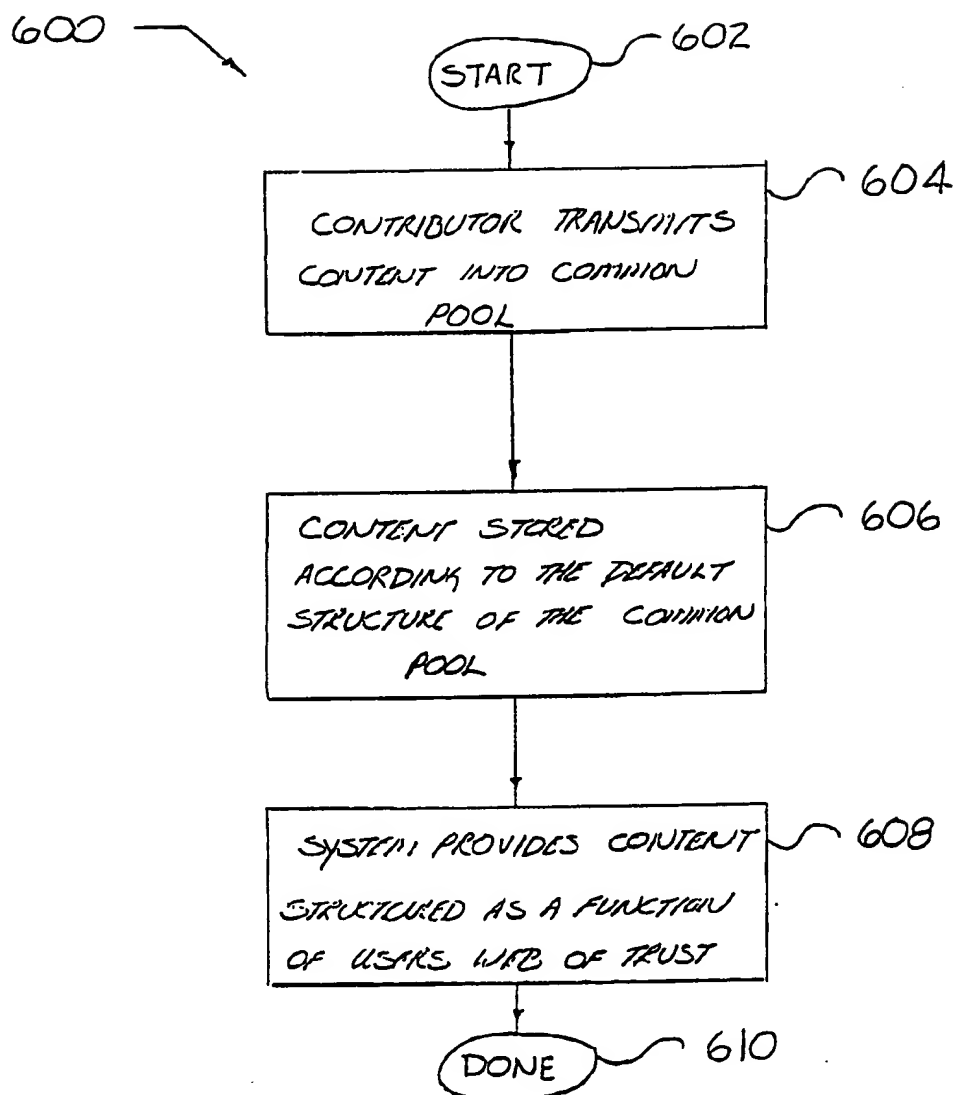 600
602
START
604
CONTRIBUTOR TRANSMITS
CONTENT INTO COMMON
POOL
606
CONTENT STORED
ACCORDING TO THE DEFAULT
STRUCTURE OF THE COMMON
POOL
608
SYSTEM PROVIDES CONTENT
STRUCTURED AS A FUNCTION
OF USERS WEB OF TRUST
610
DONE